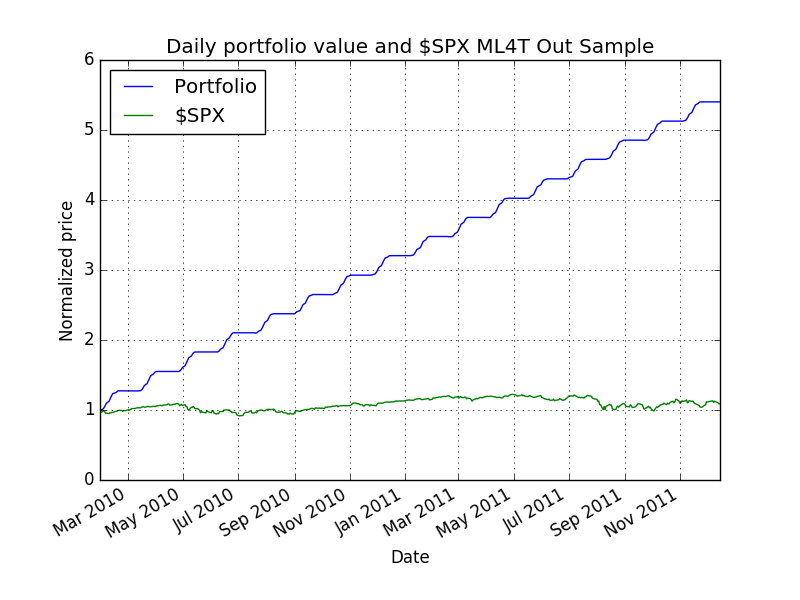 Daily portfolio value and $SPX ML4T Out Sample
Portfolio
$SPX
6
5
4
3
2
1
0
Normalized price
Mar 2010
May 2010
Jul 2010
Sep 2010
Nov 2010
Jan 2011
Mar 2011
May 2011
Jul 2011
Sep 2011
Nov 2011
Date